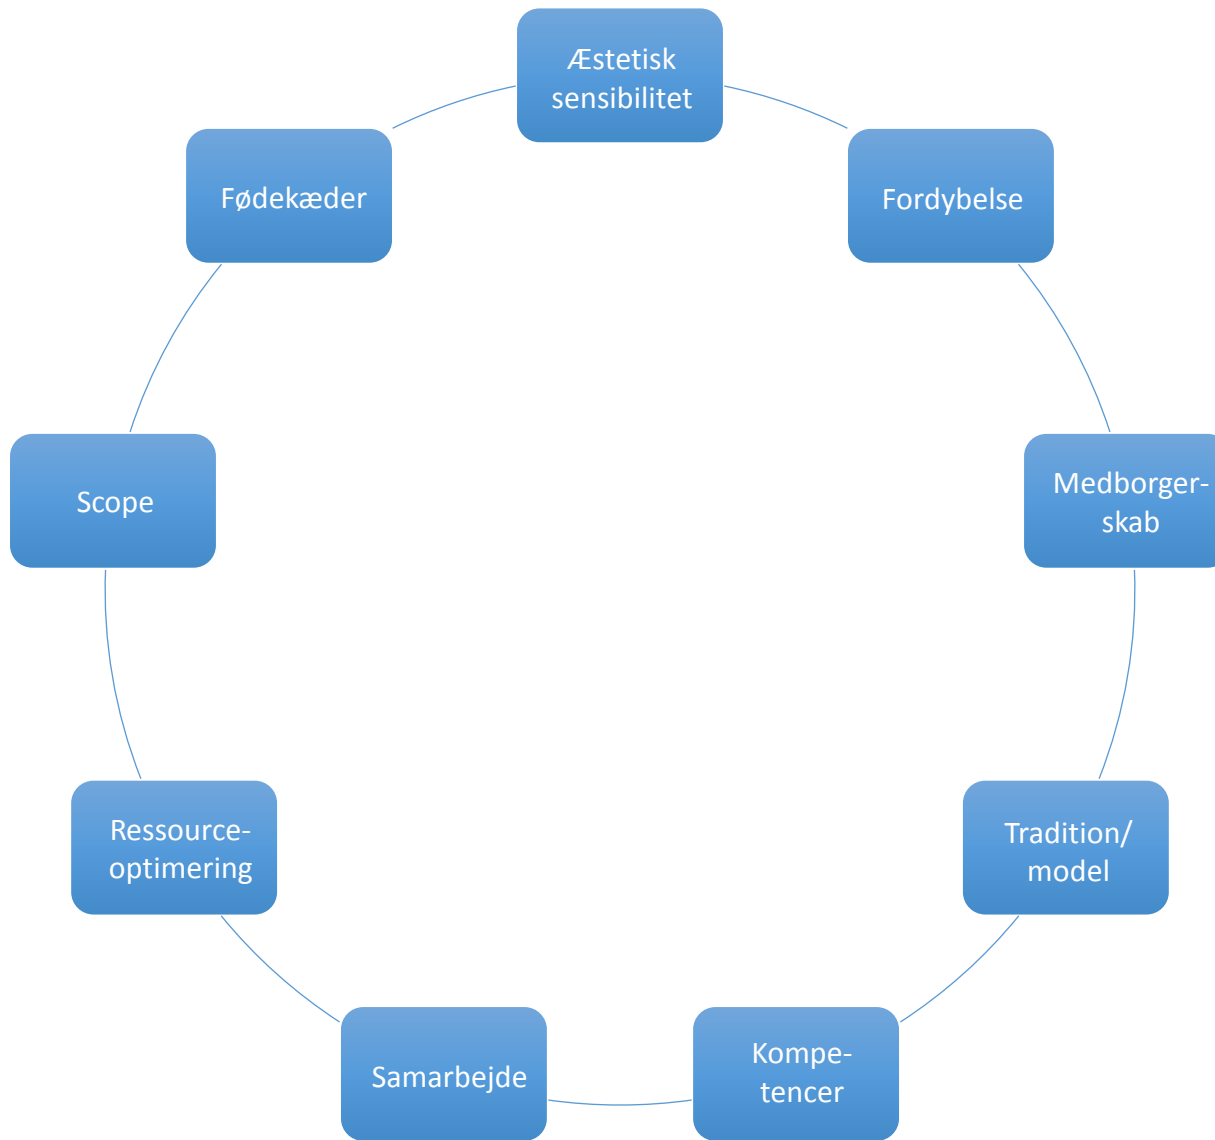 Æstetisk
sensibilitet
Fordybelse
Medborger-
skab
Tradition/
model
Kompe-
tencer
Samarbejde
Ressource-
optimering
Scope
Fødekæder